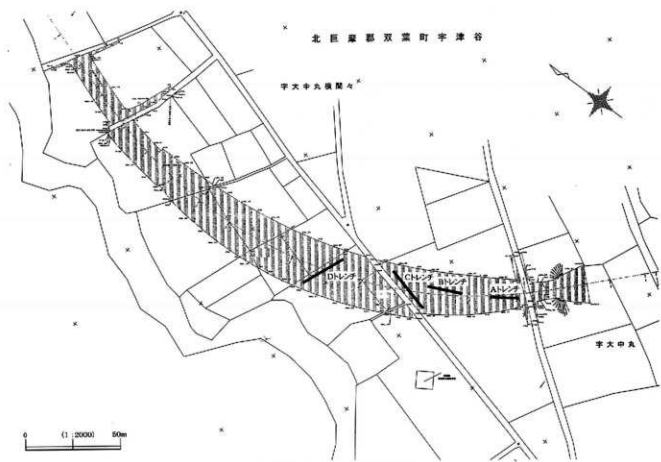 北巨摩郡双葉町宇津谷
字大中丸横間々
Dトレンチ
Cトレンチ
Bトレンチ
Aトレンチ
字大中丸
0 (1:2000) 50m